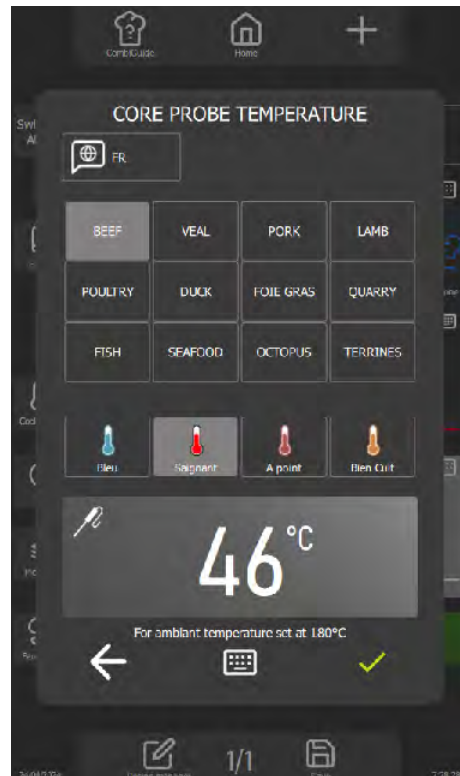 CombiGuide
Home
CORE PROBE TEMPERATURE
FR
BEEF VEAL PORK LAMB
POULTRY DUCK FOIE GRAS QUARRY
FISH SEAFOOD OCTOPUS TERRINES
Bleu Saignant A point Bien Cuit
46°C
For ambiant temperature set at 180°C
1/1